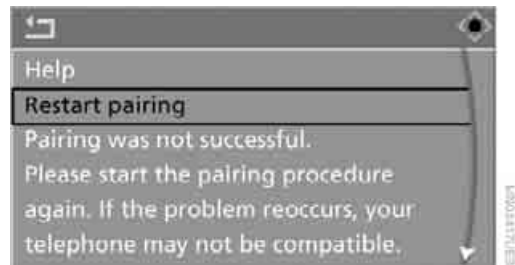 Help
Restart pairing
Pairing was not successful.
Please start the pairing procedure
again. If the problem reoccurs, your
telephone may not be compatible.